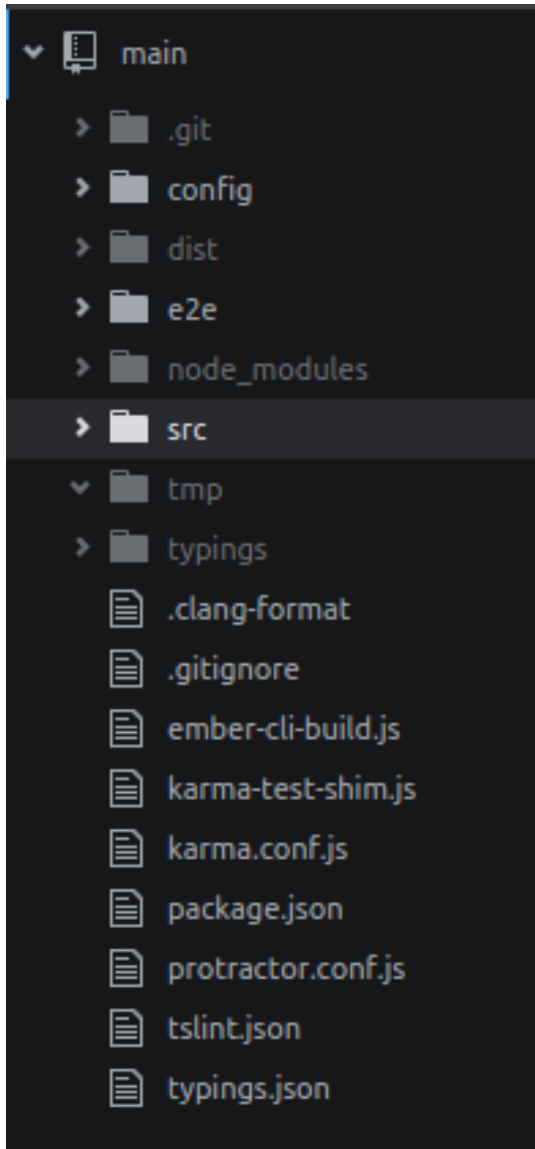 main
.git
config
dist
e2e
node_modules
src
tmp
typings
.clang-format
.gitignore
ember-cli-build.js
karma-test-shim.js
karma.conf.js
package.json
protractor.conf.js
tslint.json
typings.json